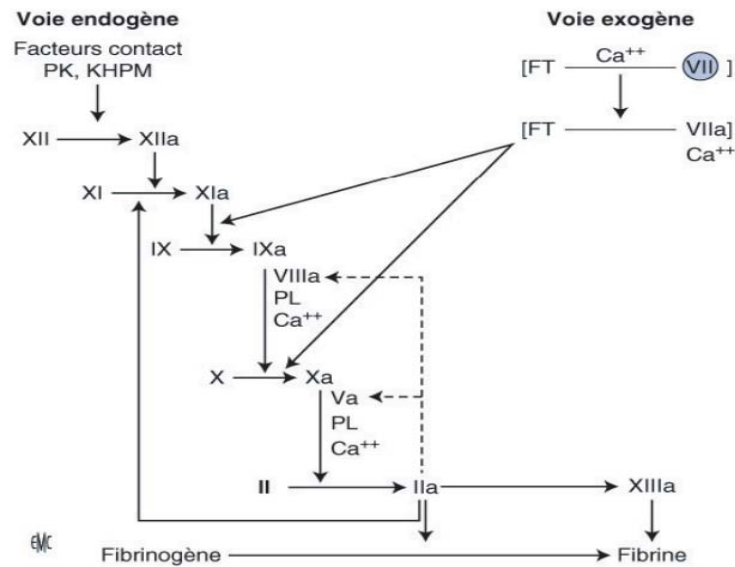 Voie endogène Voie exogène
Facteurs contact
PK, KHPM
[FT Ca++ VII ]
XII XIIa [FT VIIa]
Ca++
XI XIa
IX IXa
VIIIa
PL
Ca++
X Xa
Va
PL
Ca++
II IIa XIIIa
EMC
Fibrinogène Fibrine